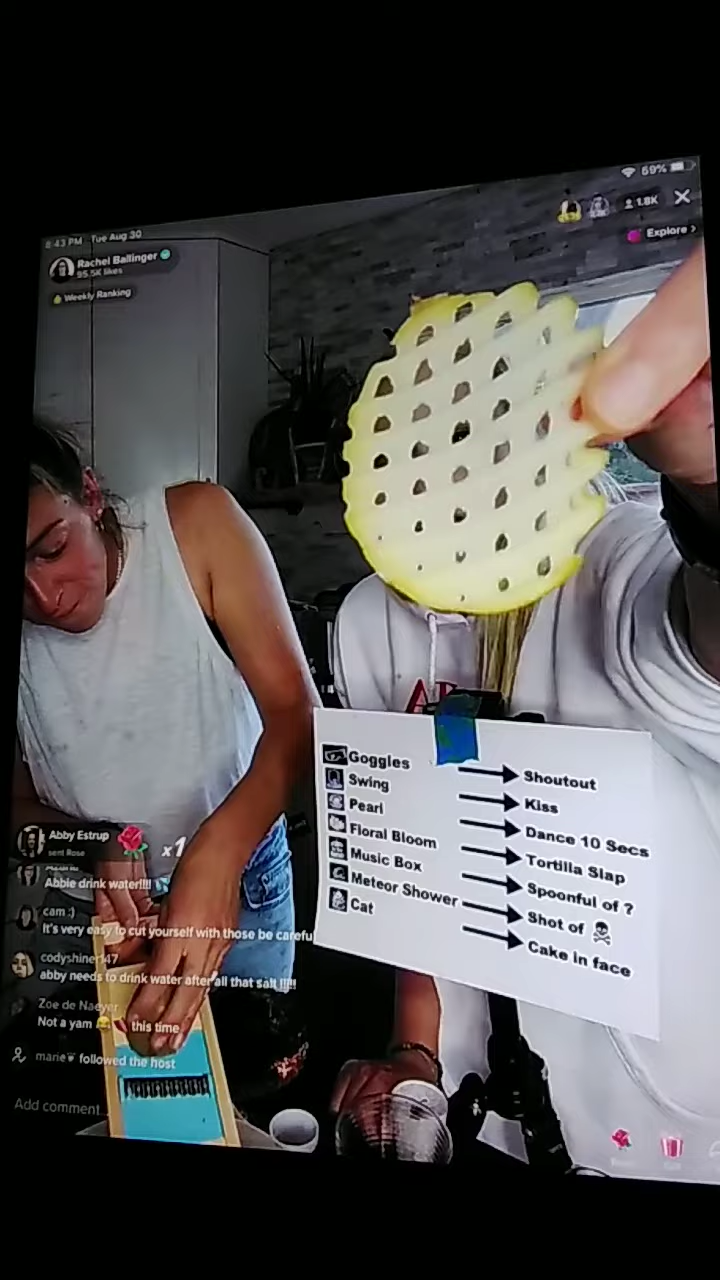 8:43 PM Tue Aug 30
59%
Rachel Ballinger
95.5K likes
1.8K
Explore >
Weekly Ranking
Goggles → Shoutout
Swing → Kiss
Pearl → Dance 10 Secs
Floral Bloom → Tortilla Slap
Music Box → Spoonful of ?
Meteor Shower → Shot of ☠
Cat → Cake in face
Abby Estrup
sent Rose
x1
Abbie drink water!!!!
cam :)
It's very easy to cut yourself with those be careful
codyshiner147
abby needs to drink water after all that salt !!!!!
Zoe de Naeyer
Not a yam 😂 🍠 this time
marie followed the host
Add comment...